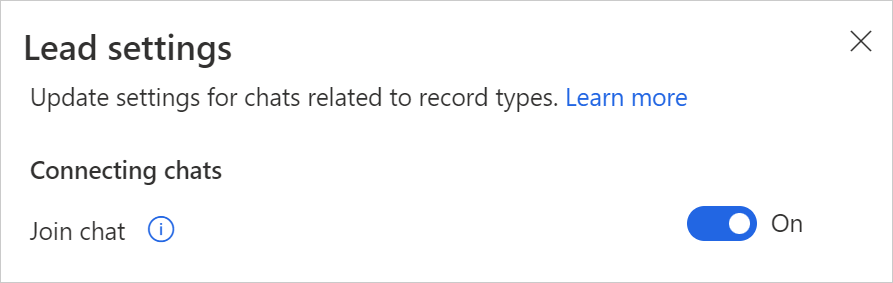 Lead settings
Update settings for chats related to record types. Learn more
Connecting chats
Join chat
On